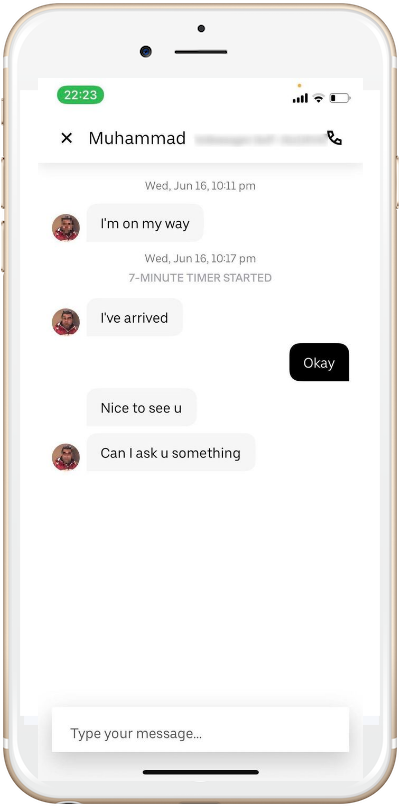 22:23
Muhammad
Wed, Jun 16, 10:11 pm
I'm on my way
Wed, Jun 16, 10:17 pm
7-MINUTE TIMER STARTED
I've arrived
Okay
Nice to see u
Can I ask u something
Type your message...